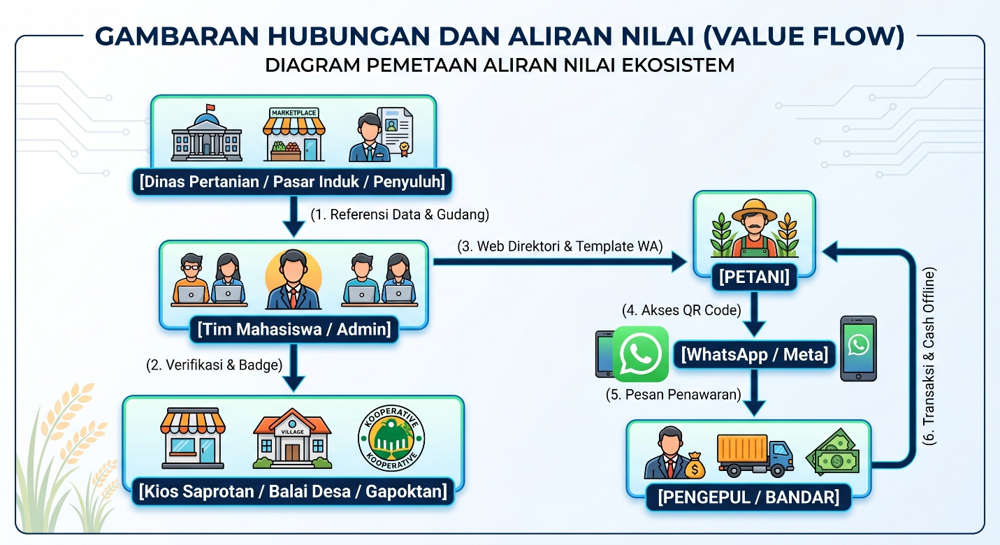 GAMBARAN HUBUNGAN DAN ALIRAN NILAI (VALUE FLOW)
DIAGRAM PEMETAAN ALIRAN NILAI EKOSISTEM
MARKETPLACE
[Dinas Pertanian / Pasar Induk / Penyuluh]
(1. Referensi Data & Gudang)
[Tim Mahasiswa / Admin]
(2. Verifikasi & Badge)
VILLAGE
KOOPERATIVE
KOOPERATIVE
[Kios Saprotan / Balai Desa / Gapoktan]
(3. Web Direktori & Template WA)
[PETANI]
(4. Akses QR Code)
[WhatsApp / Meta]
(5. Pesan Penawaran)
$
$
[PENGEPUL / BANDAR]
(6. Transaksi & Cash Offline)